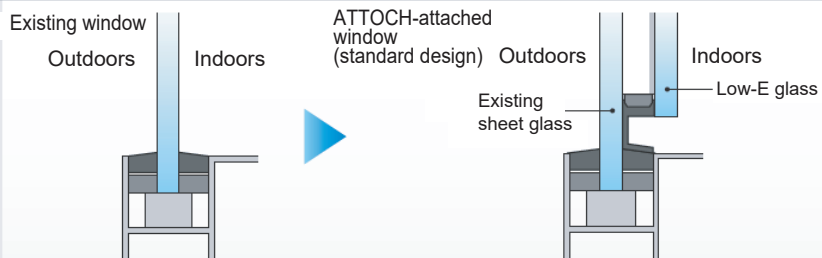 Existing window
Outdoors
Indoors
ATTOCH-attached
window
(standard design)
Outdoors
Indoors
Existing
sheet glass
Low-E glass